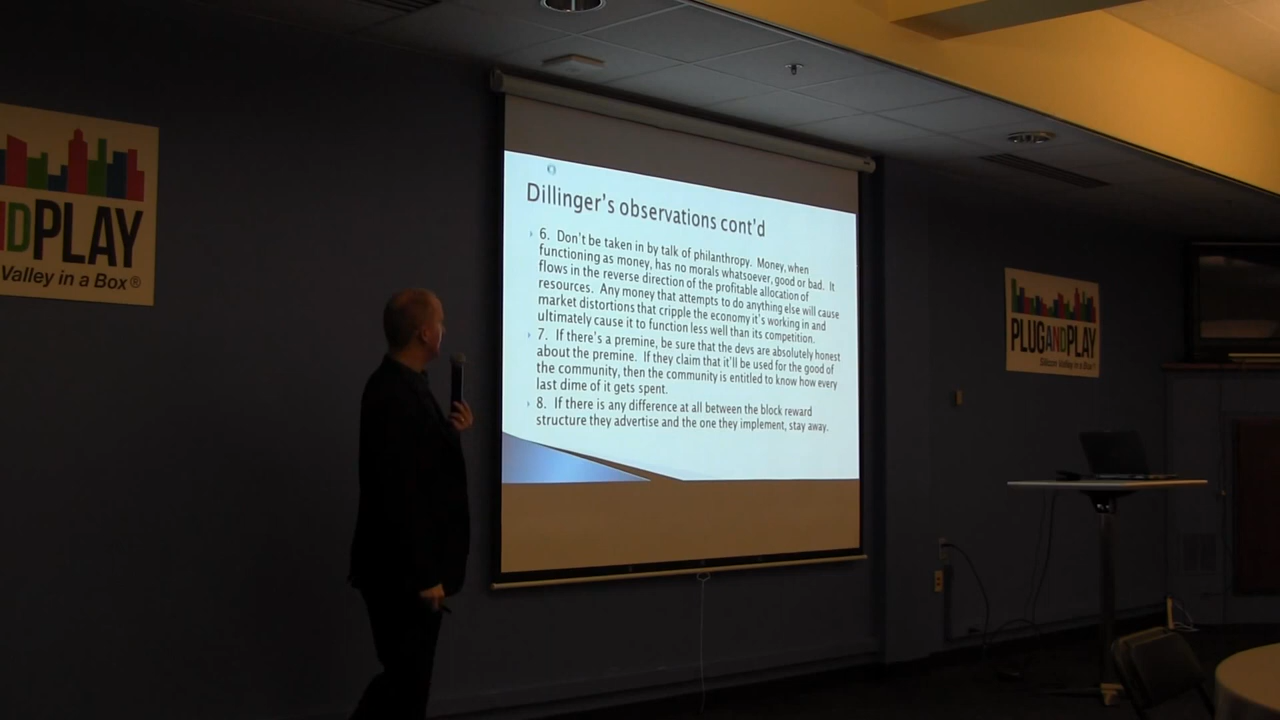 DPLAY
Valley in a Box®
Dillinger's observations cont'd
6. Don't be taken in by talk of philanthropy. Money, when
functioning as money, has no morals whatsoever, good or bad. It
flows in the reverse direction of the profitable allocation of
resources. Any money that attempts to do anything else will cause
market distortions that cripple the economy it's working in and
ultimately cause it to function less well than its competition.
7. If there's a premine, be sure that the devs are absolutely honest
about the premine. If they claim that it'll be used for the good of
the community, then the community is entitled to know how every
last dime of it gets spent.
8. If there is any difference at all between the block reward
structure they advertise and the one they implement, stay away.
PLUGANDPLAY
Silicon Valley in a Box®